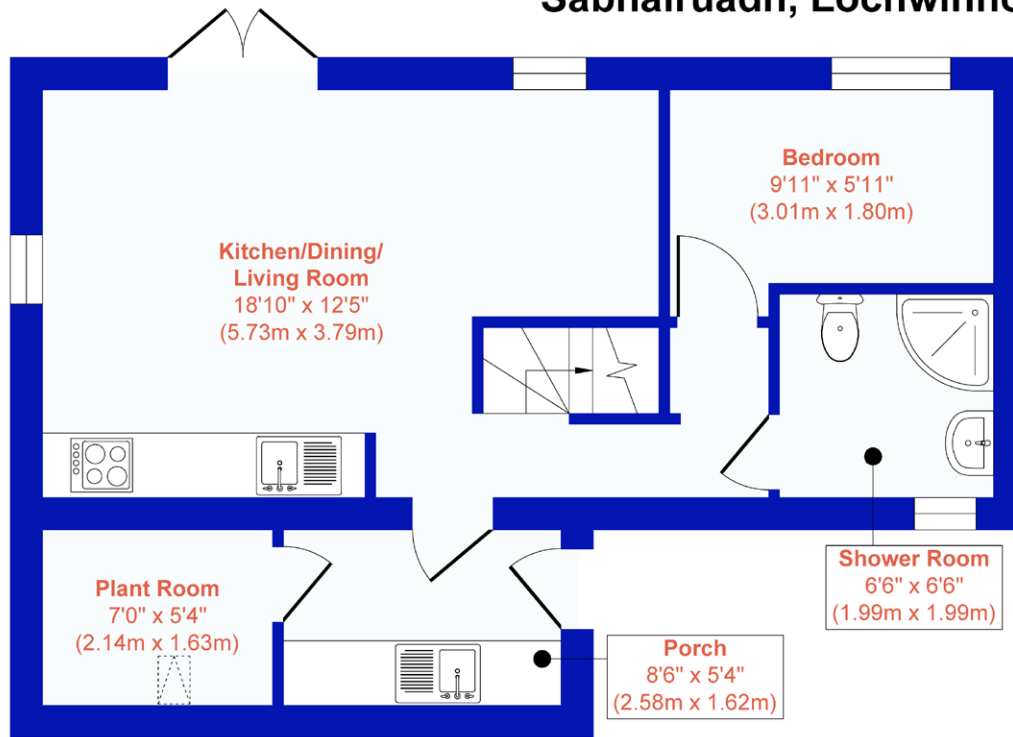 Bedroom
9'11" x 5'11"
(3.01m x 1.80m)
Kitchen/Dining/
Living Room
18'10" x 12'5"
(5.73m x 3.79m)
Plant Room
7'0" x 5'4"
(2.14m x 1.63m)
Shower Room
6'6" x 6'6"
(1.99m x 1.99m)
Porch
8'6" x 5'4"
(2.58m x 1.62m)